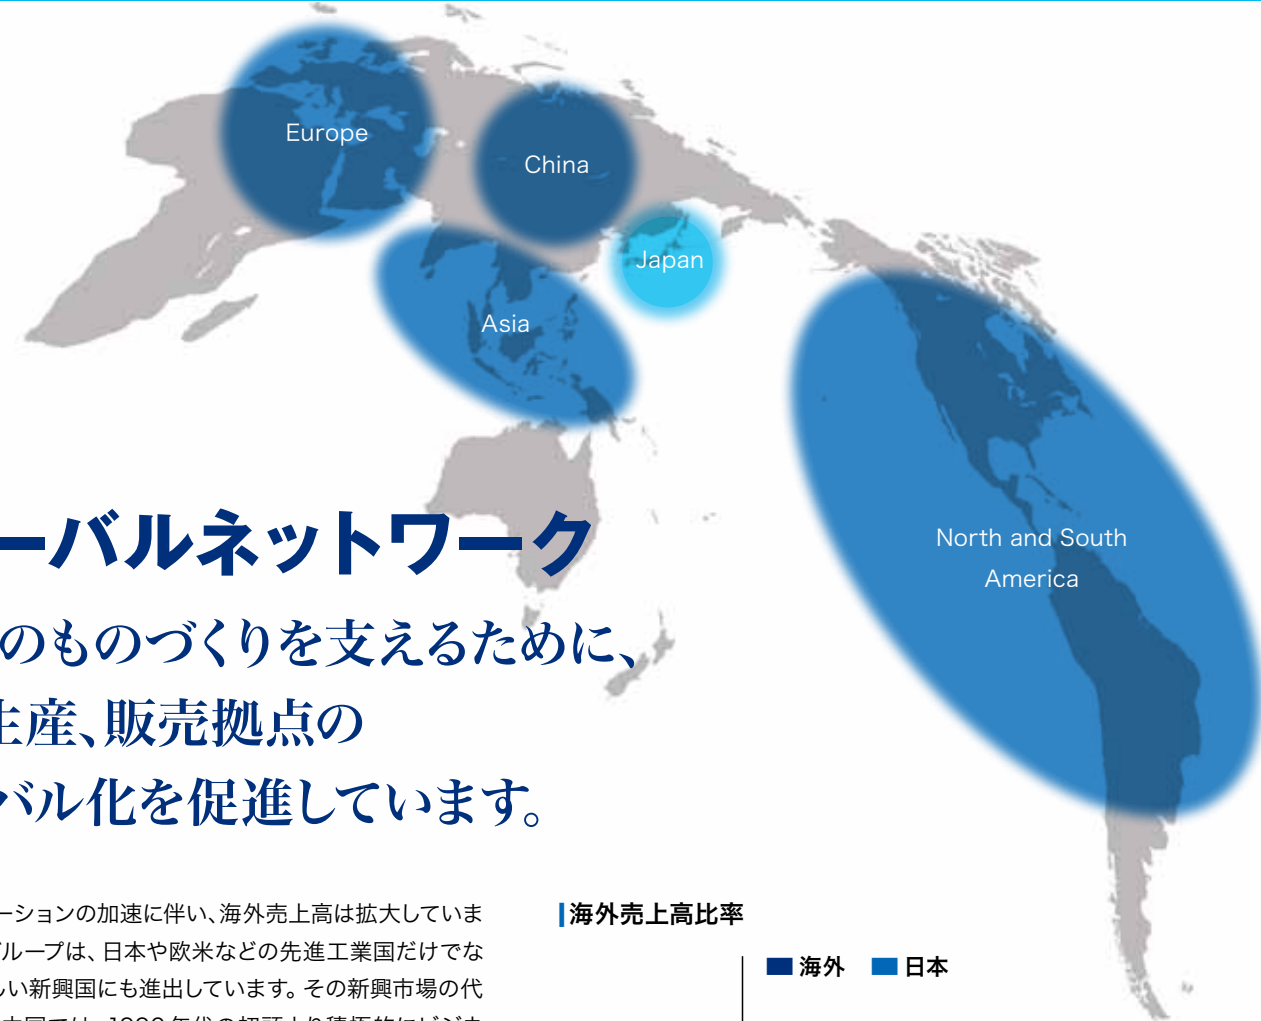 Europe
China
Japan
Asia
North and South
America
ーバルネットワーク
のものづくりを支えるために、
生産、販売拠点の
バル化を促進しています。
ーションの加速に伴い、海外売上高は拡大していま
グループは、日本や欧米などの先進工業国だけでな
しい新興国にも進出しています。その新興市場の代
海外売上高比率
海外 日本